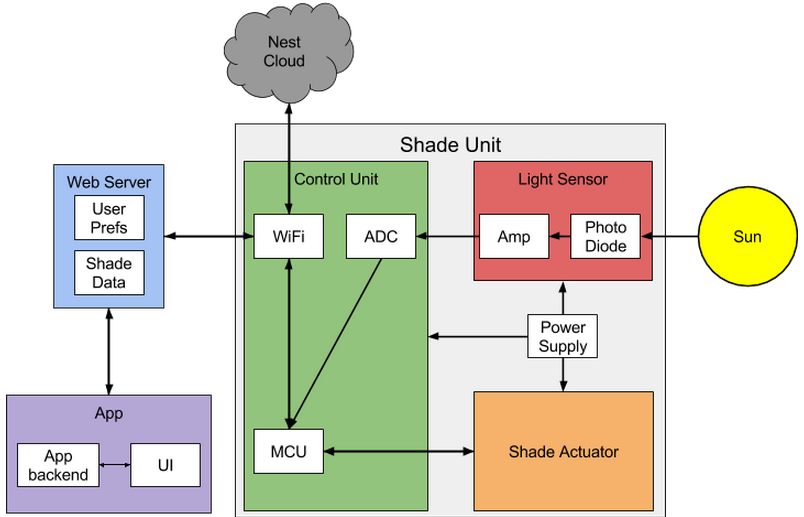 Nest
Cloud
Shade Unit
Web Server
User
Prefs
Shade
Data
Control Unit
WiFi
ADC
MCU
Light Sensor
Amp
Photo
Diode
Sun
Power
Supply
Shade Actuator
App
App
backend
UI